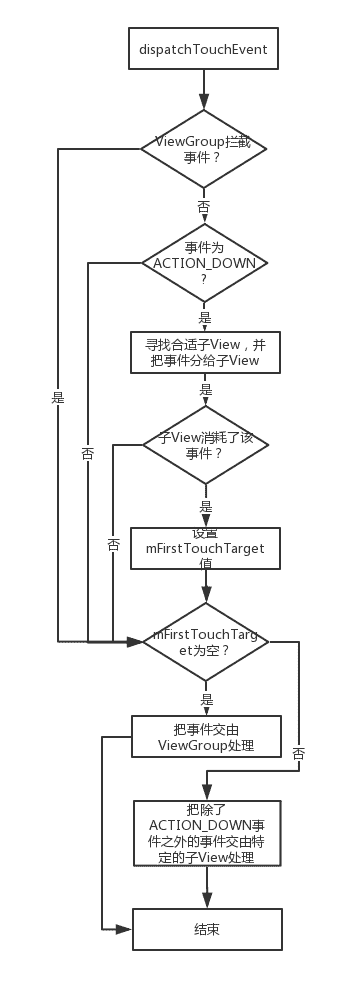 dispatchTouchEvent
ViewGroup拦截
事件？
否
事件为
ACTION_DOWN
？
是
寻找合适子View，并
把事件分给子View
是
是
子View消耗了该
事件？
否
否
是
设置
mFirstTouchTarget
值
mFirstTouchTarg
et为空？
是
把事件交由
ViewGroup处理
否
把除了
ACTION_DOWN事
件之外的事件交由特
定的子View处理
结束